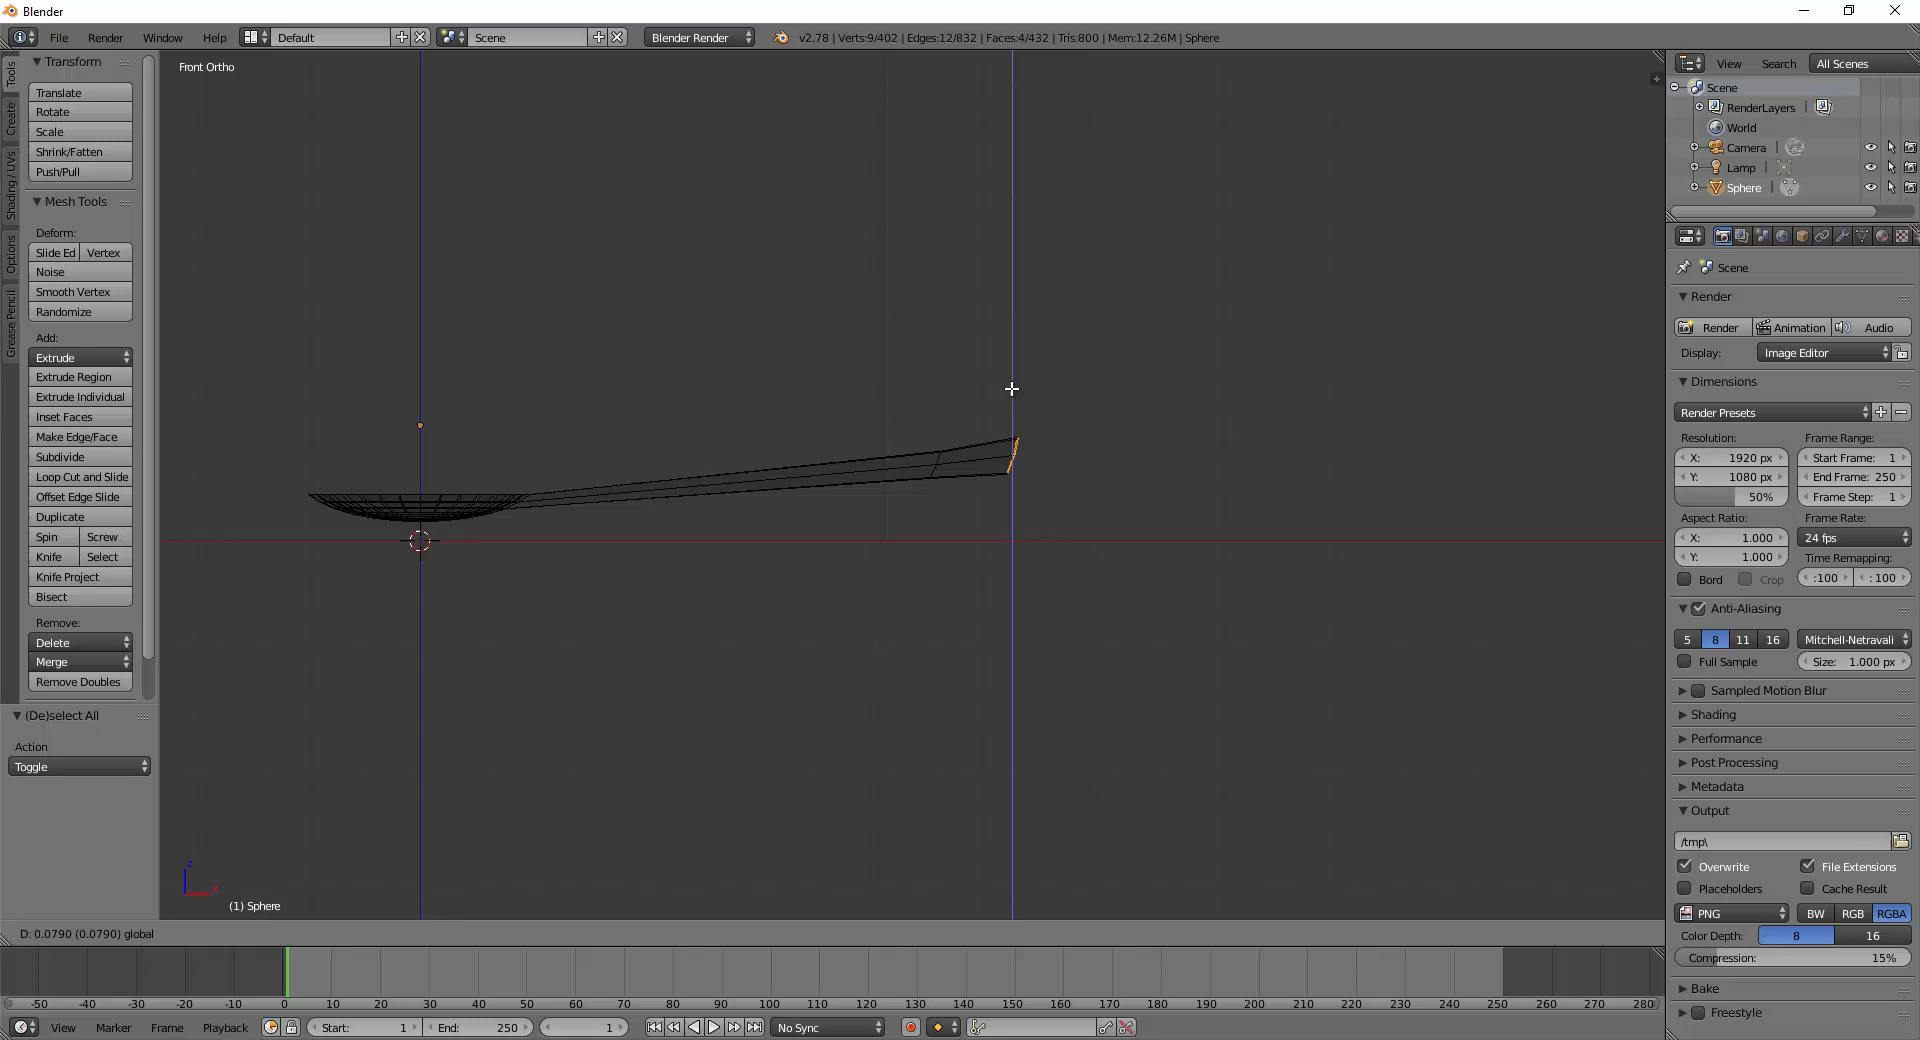 Blender
File Render Window Help Default Scene Blender Render v2.78 | Verts:9/402 | Edges:12/832 | Faces:4/432 | Tris:800 | Mem:12.26M | Sphere
Tools
Create
Shading / UVs
Options
Grease Pencil
Transform
Translate
Rotate
Scale
Shrink/Fatten
Push/Pull
Mesh Tools
Deform:
Slide Ed Vertex
Noise
Smooth Vertex
Randomize
Add:
Extrude
Extrude Region
Extrude Individual
Inset Faces
Make Edge/Face
Subdivide
Loop Cut and Slide
Offset Edge Slide
Duplicate
Spin Screw
Knife Select
Knife Project
Bisect
Remove:
Delete
Merge
Remove Doubles
(De)select All
Action
Toggle
Front Ortho
z
x
(1) Sphere
D: 0.0790 (0.0790) global
-50 -40 -30 -20 -10 0 10 20 30 40 50 60 70 80 90 100 110 120 130 140 150 160 170 180 190 200 210 220 230 240 250 260 270 280
View Marker Frame Playback Start: 1 End: 250 1 No Sync
View Search All Scenes
Scene
RenderLayers
World
Camera
Lamp
Sphere
Scene
Render
Render Animation Audio
Display: Image Editor
Dimensions
Render Presets
Resolution: Frame Range:
X: 1920 px Start Frame: 1
Y: 1080 px End Frame: 250
50% Frame Step: 1
Aspect Ratio: Frame Rate:
X: 1.000 24 fps
Y: 1.000 Time Remapping:
Bord Crop :100 : 100
Anti-Aliasing
5 8 11 16 Mitchell-Netravali
Full Sample Size: 1.000 px
Sampled Motion Blur
Shading
Performance
Post Processing
Metadata
Output
/tmp\
Overwrite File Extensions
Placeholders Cache Result
PNG BW RGB RGBA
Color Depth: 8 16
Compression: 15%
Bake
Freestyle